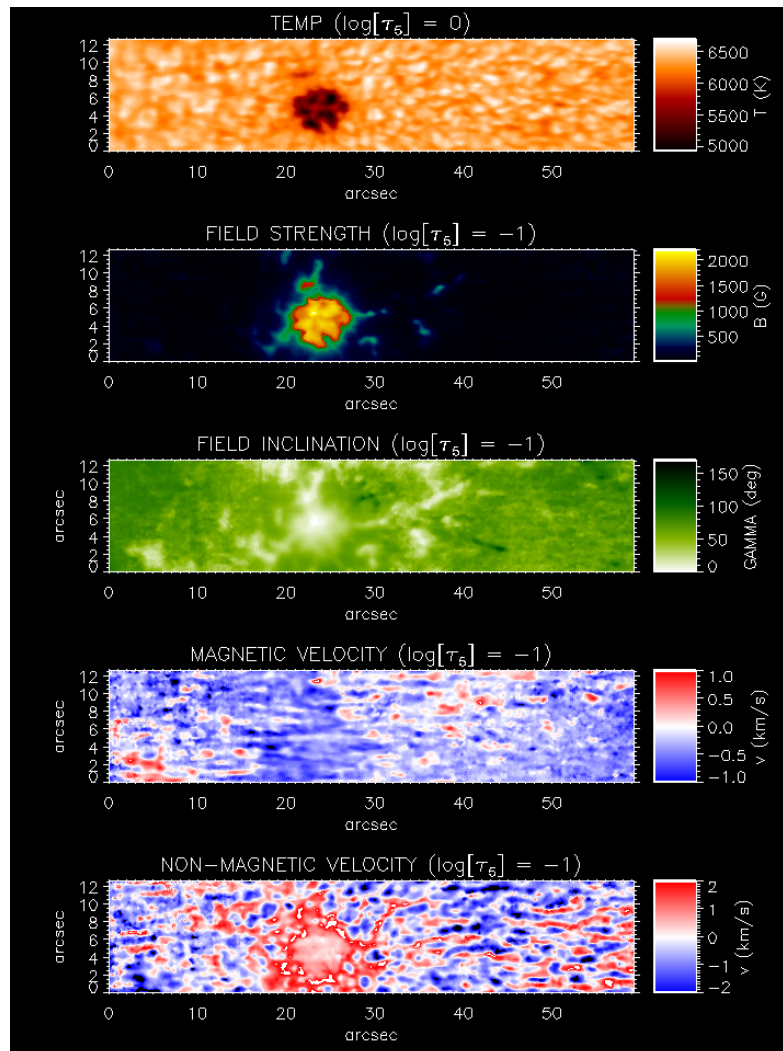 TEMP (log[τ₅] = 0)
12
10
8
6
4
2
0
0 10 20 30 40 50
arcsec
6500
6000
5500
5000
T (K)
FIELD STRENGTH (log[τ₅] = −1)
12
10
8
6
4
2
0
0 10 20 30 40 50
arcsec
2000
1500
1000
500
B (G)
FIELD INCLINATION (log[τ₅] = −1)
arcsec
12
10
8
6
4
2
0
0 10 20 30 40 50
arcsec
150
100
50
0
GAMMA (deg)
MAGNETIC VELOCITY (log[τ₅] = −1)
arcsec
12
10
8
6
4
2
0
0 10 20 30 40 50
arcsec
1.0
0.5
0.0
−0.5
−1.0
v (km/s)
NON−MAGNETIC VELOCITY (log[τ₅] = −1)
arcsec
12
10
8
6
4
2
0
0 10 20 30 40 50
arcsec
2
1
0
−1
−2
v (km/s)